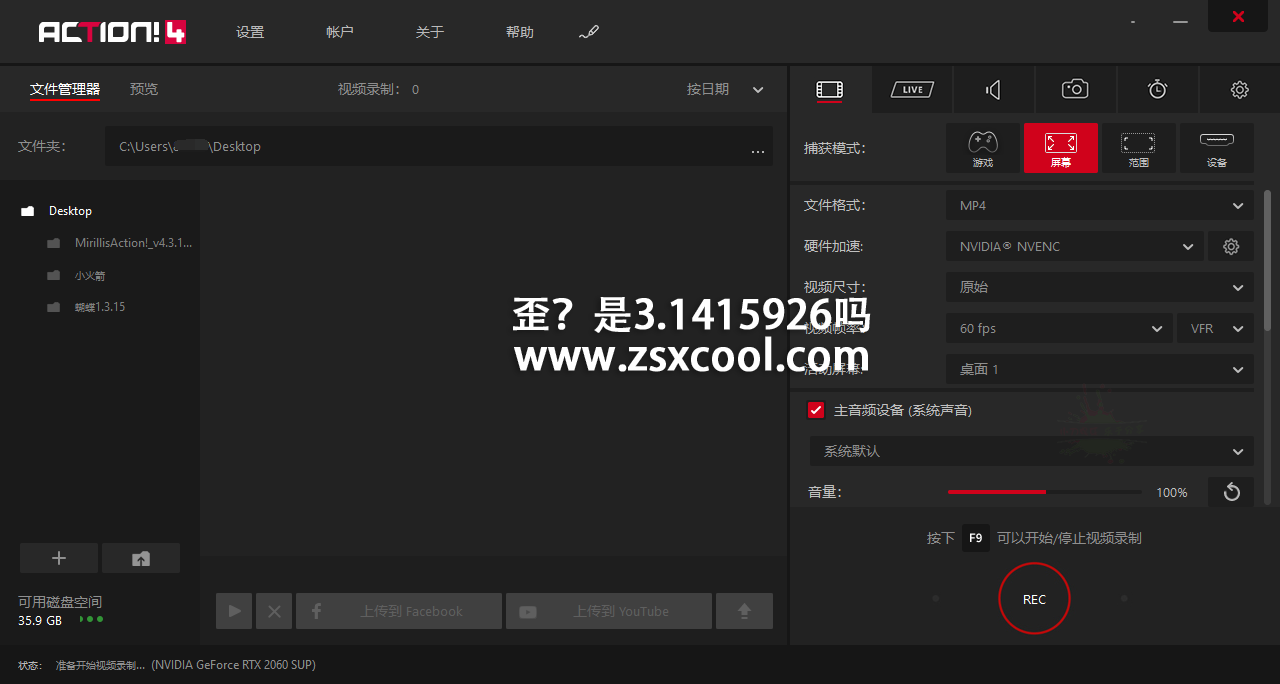 ACTION! 4 设置 帐户 关于 帮助
文件管理器 预览 视频录制: 0 按日期
LIVE
文件夹: C:\Users\ \Desktop ...
捕获模式: 游戏 屏幕 范围 设备
Desktop
MirillisAction!_v4.3.1...
小火箭
蝴蝶1.3.15
文件格式: MP4
硬件加速: NVIDIA® NVENC
视频尺寸: 原始
歪？是3.1415926吗
视频帧率: 60 fps VFR
www.zsxcool.com
活动屏幕: 桌面 1
主音频设备 (系统声音)
系统默认
音量: 100%
按下 F9 可以开始/停止视频录制
REC
可用磁盘空间
35.9 GB
上传到 Facebook 上传到 YouTube
状态: 准备开始视频录制... (NVIDIA GeForce RTX 2060 SUP)